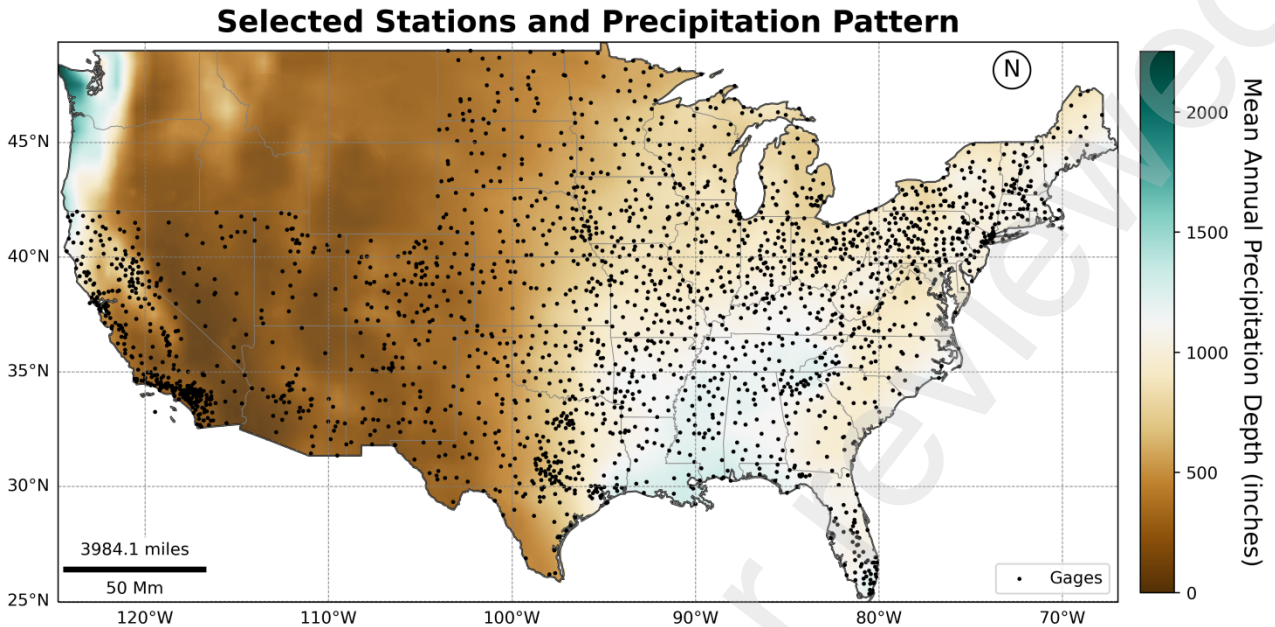 Selected Stations and Precipitation Pattern
N
45°N
40°N
35°N
30°N
25°N
120°W
110°W
100°W
90°W
80°W
70°W
3984.1 miles
50 Mm
Gages
2000
1500
1000
500
0
Mean Annual Precipitation Depth (inches)
r reviewed